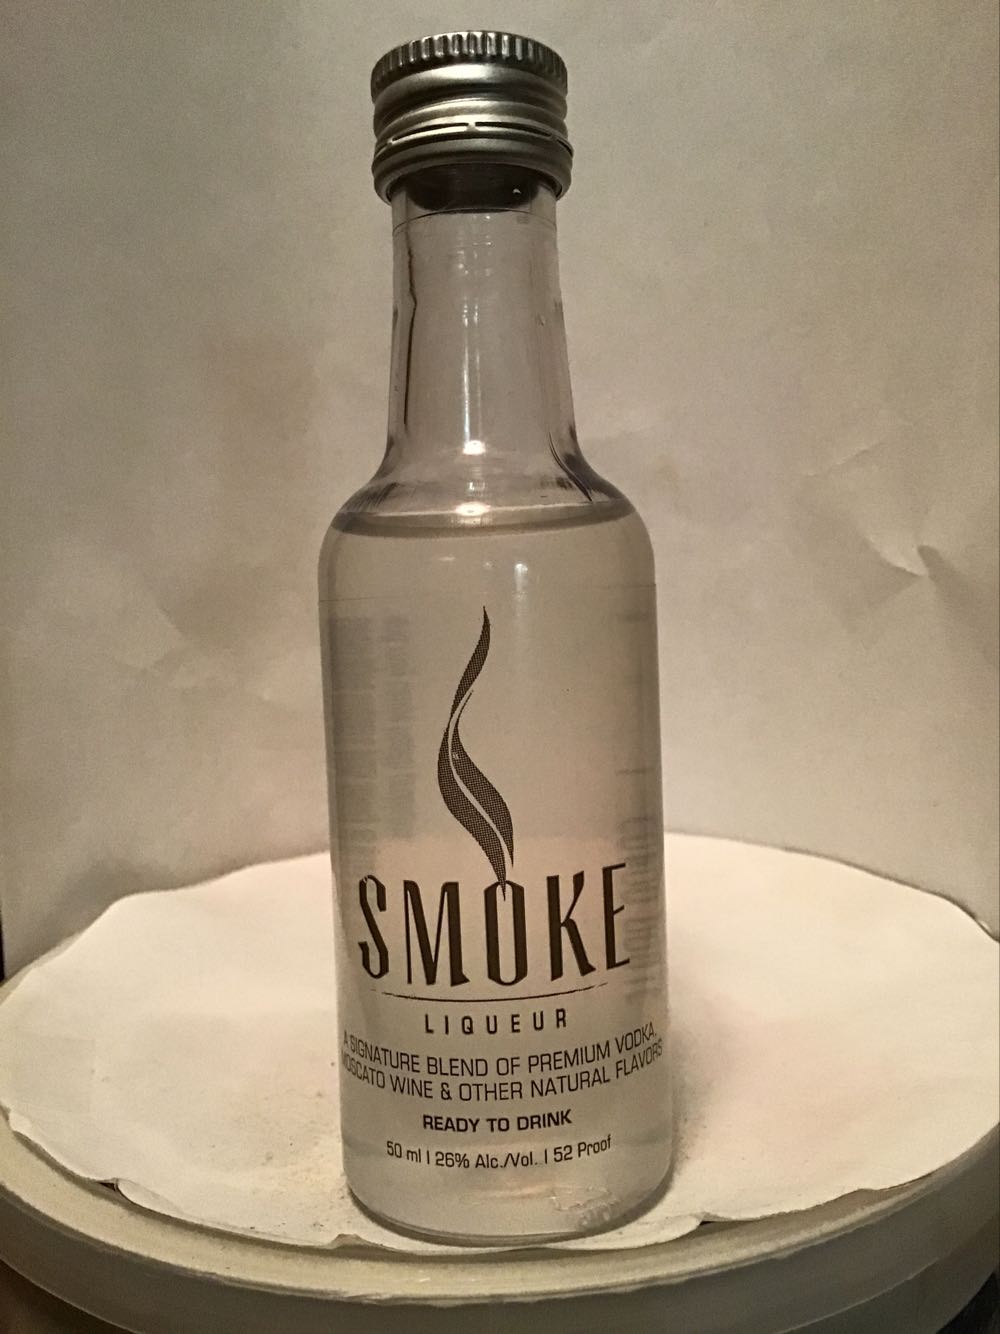 SMOKE
LIQUEUR
A SIGNATURE BLEND OF PREMIUM VODKA,
MOSCATO WINE & OTHER NATURAL FLAVORS
READY TO DRINK
50 ml | 26% Alc./Vol. | 52 Proof